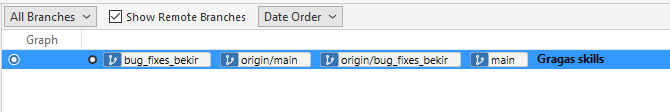 All Branches Show Remote Branches Date Order
Graph
bug_fixes_bekir origin/main origin/bug_fixes_bekir main Gragas skills